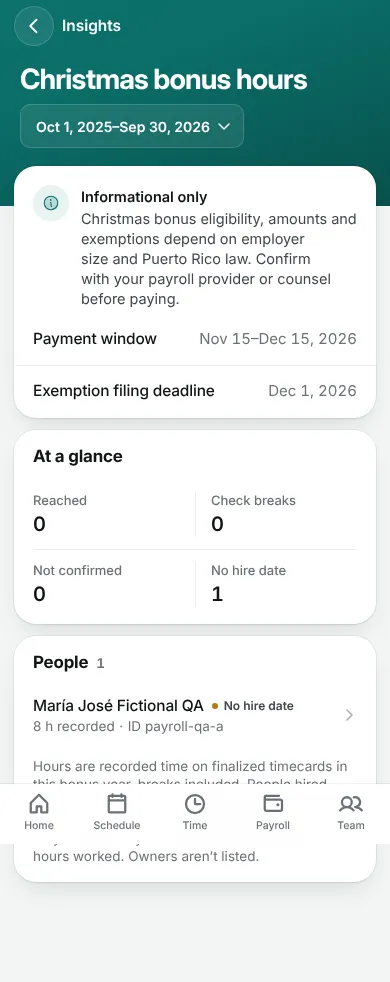 Insights
Christmas bonus hours
Oct 1, 2025–Sep 30, 2026
Informational only
Christmas bonus eligibility, amounts and
exemptions depend on employer
size and Puerto Rico law. Confirm
with your payroll provider or counsel
before paying.
Payment window Nov 15–Dec 15, 2026
Exemption filing deadline Dec 1, 2026
At a glance
Reached Check breaks
0 0
Not confirmed No hire date
0 1
People 1
María José Fictional QA No hire date
8 h recorded · ID payroll-qa-a
Hours are recorded time on finalized timecards in
this bonus year, breaks included. People hired
Home Schedule Time Payroll Team
hours worked. Owners aren’t listed.